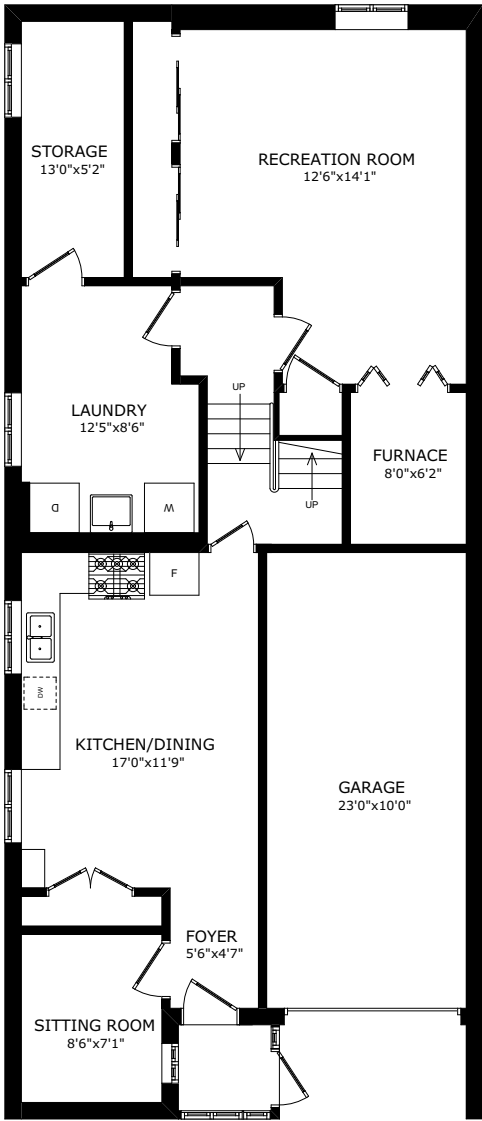 STORAGE
13'0"x5'2"
RECREATION ROOM
12'6"x14'1"
UP
LAUNDRY
12'5"x8'6"
FURNACE
8'0"x6'2"
D
W
UP
F
DW
KITCHEN/DINING
17'0"x11'9"
GARAGE
23'0"x10'0"
FOYER
5'6"x4'7"
SITTING ROOM
8'6"x7'1"